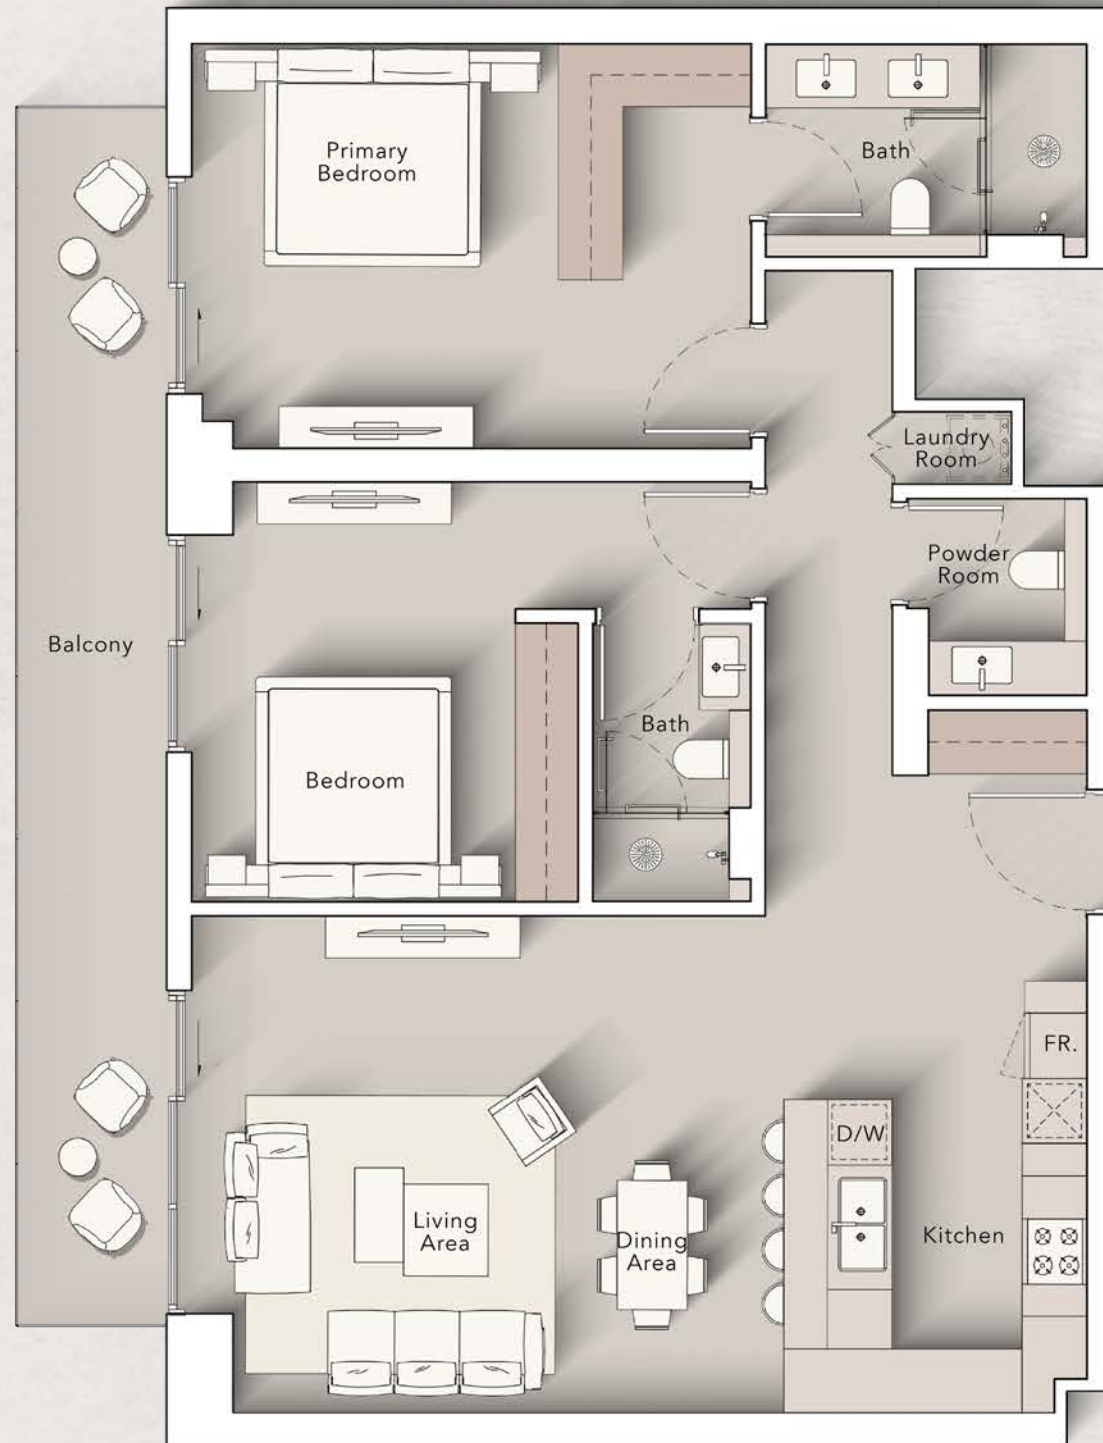 Primary
Bedroom
Bath
Laundry
Room
Powder
Room
Balcony
Bath
Bedroom
FR.
D/W
Living
Area
Dining
Area
Kitchen